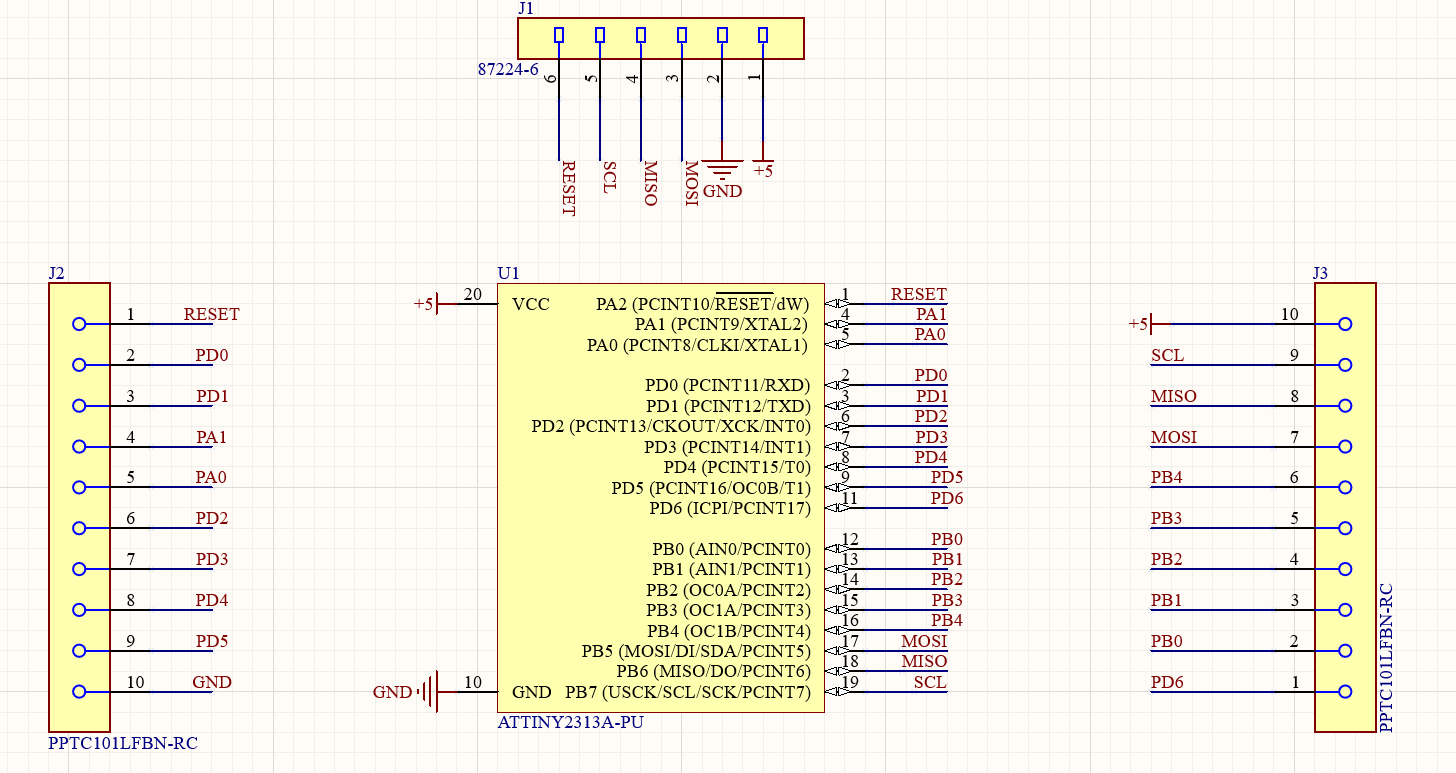 J1
87224-6
6 5 4 3 2 1
RESET
SCL
MISO
MOSI
GND
+5
J2
1 RESET
2 PD0
3 PD1
4 PA1
5 PA0
6 PD2
7 PD3
8 PD4
9 PD5
10 GND
PPTC101LFBN-RC
U1
+5 20 VCC
GND 10 GND
PA2 (PCINT10/RESET/dW) 1 RESET
PA1 (PCINT9/XTAL2) 4 PA1
PA0 (PCINT8/CLKI/XTAL1) 5 PA0
PD0 (PCINT11/RXD) 2 PD0
PD1 (PCINT12/TXD) 3 PD1
PD2 (PCINT13/CKOUT/XCK/INT0) 6 PD2
PD3 (PCINT14/INT1) 7 PD3
PD4 (PCINT15/T0) 8 PD4
PD5 (PCINT16/OC0B/T1) 9 PD5
PD6 (ICPI/PCINT17) 11 PD6
PB0 (AIN0/PCINT0) 12 PB0
PB1 (AIN1/PCINT1) 13 PB1
PB2 (OC0A/PCINT2) 14 PB2
PB3 (OC1A/PCINT3) 15 PB3
PB4 (OC1B/PCINT4) 16 PB4
PB5 (MOSI/DI/SDA/PCINT5) 17 MOSI
PB6 (MISO/DO/PCINT6) 18 MISO
PB7 (USCK/SCL/SCK/PCINT7) 19 SCL
ATTINY2313A-PU
J3
+5 10
SCL 9
MISO 8
MOSI 7
PB4 6
PB3 5
PB2 4
PB1 3
PB0 2
PD6 1
PPTC101LFBN-RC